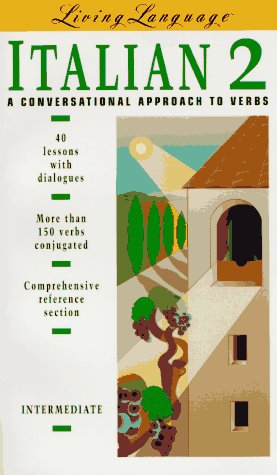 Living Language™
ITALIAN 2
A CONVERSATIONAL APPROACH TO VERBS
40
lessons
with
dialogues
More than
150 verbs
conjugated
Comprehensive
reference
section
INTERMEDIATE